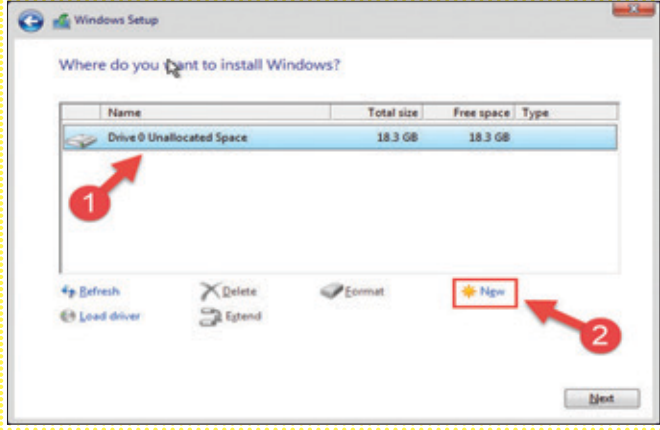 Windows Setup
Where do you want to install Windows?
Name Total size Free space Type
Drive 0 Unallocated Space 18.3 GB 18.3 GB
1
Refresh Delete Format New
Load driver Extend
2
Next